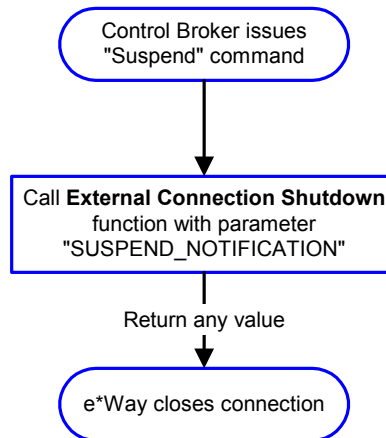 Control Broker issues
"Suspend" command
Call External Connection Shutdown
function with parameter
"SUSPEND_NOTIFICATION"
Return any value
e*Way closes connection